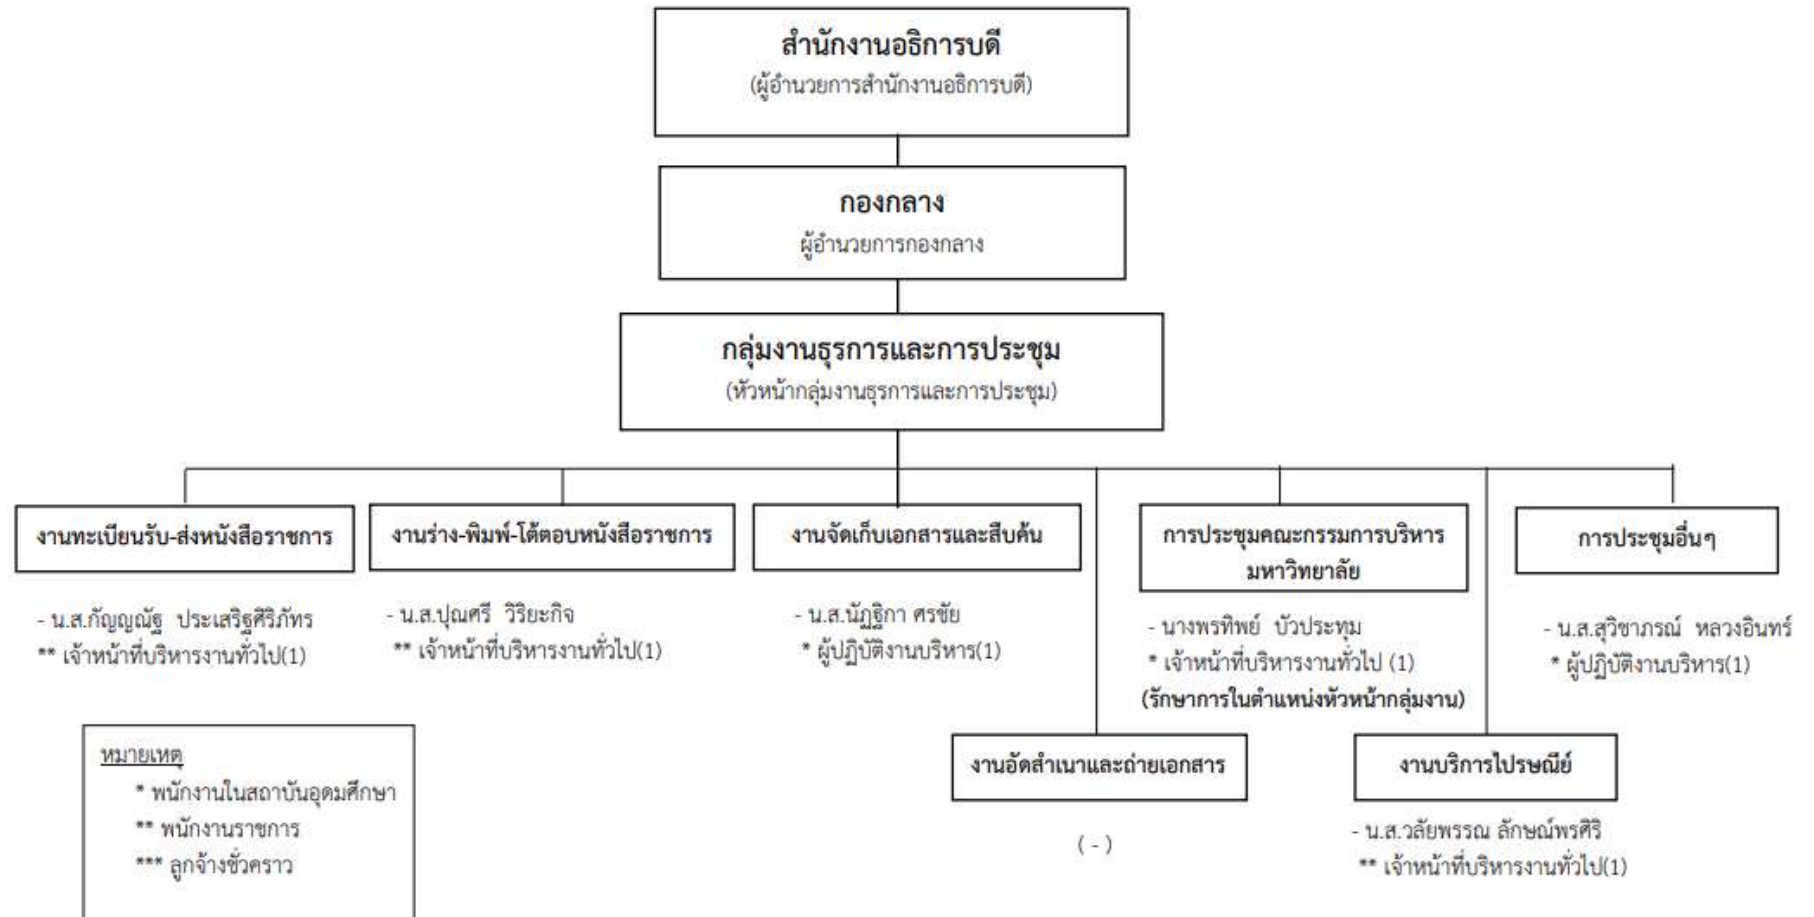 สำนักงานอธิการบดี
(ผู้อำนวยการสำนักงานอธิการบดี)
กองกลาง
ผู้อำนวยการกองกลาง
กลุ่มงานธุรการและการประชุม
(หัวหน้ากลุ่มงานธุรการและการประชุม)
งานทะเบียนรับ-ส่งหนังสือราชการ
- น.ส.กัญญณัฐ ประเสริฐศิริภัทร
** เจ้าหน้าที่บริหารงานทั่วไป(1)
งานร่าง-พิมพ์-โต้ตอบหนังสือราชการ
- น.ส.ปุณศรี วิริยะกิจ
** เจ้าหน้าที่บริหารงานทั่วไป(1)
งานจัดเก็บเอกสารและสืบค้น
- น.ส.นัฏฐิกา ศรชัย
* ผู้ปฏิบัติงานบริหาร(1)
การประชุมคณะกรรมการบริหาร
มหาวิทยาลัย
- นางพรทิพย์ บัวประทุม
* เจ้าหน้าที่บริหารงานทั่วไป (1)
(รักษาการในตำแหน่งหัวหน้ากลุ่มงาน)
การประชุมอื่นๆ
- น.ส.สุวิชาภรณ์ หลวงอินทร์
* ผู้ปฏิบัติงานบริหาร(1)
งานอัดสำเนาและถ่ายเอกสาร
( - )
งานบริการไปรษณีย์
- น.ส.วลัยพรรณ ลักษณ์พรศิริ
** เจ้าหน้าที่บริหารงานทั่วไป(1)
หมายเหตุ
* พนักงานในสถาบันอุดมศึกษา
** พนักงานราชการ
*** ลูกจ้างชั่วคราว